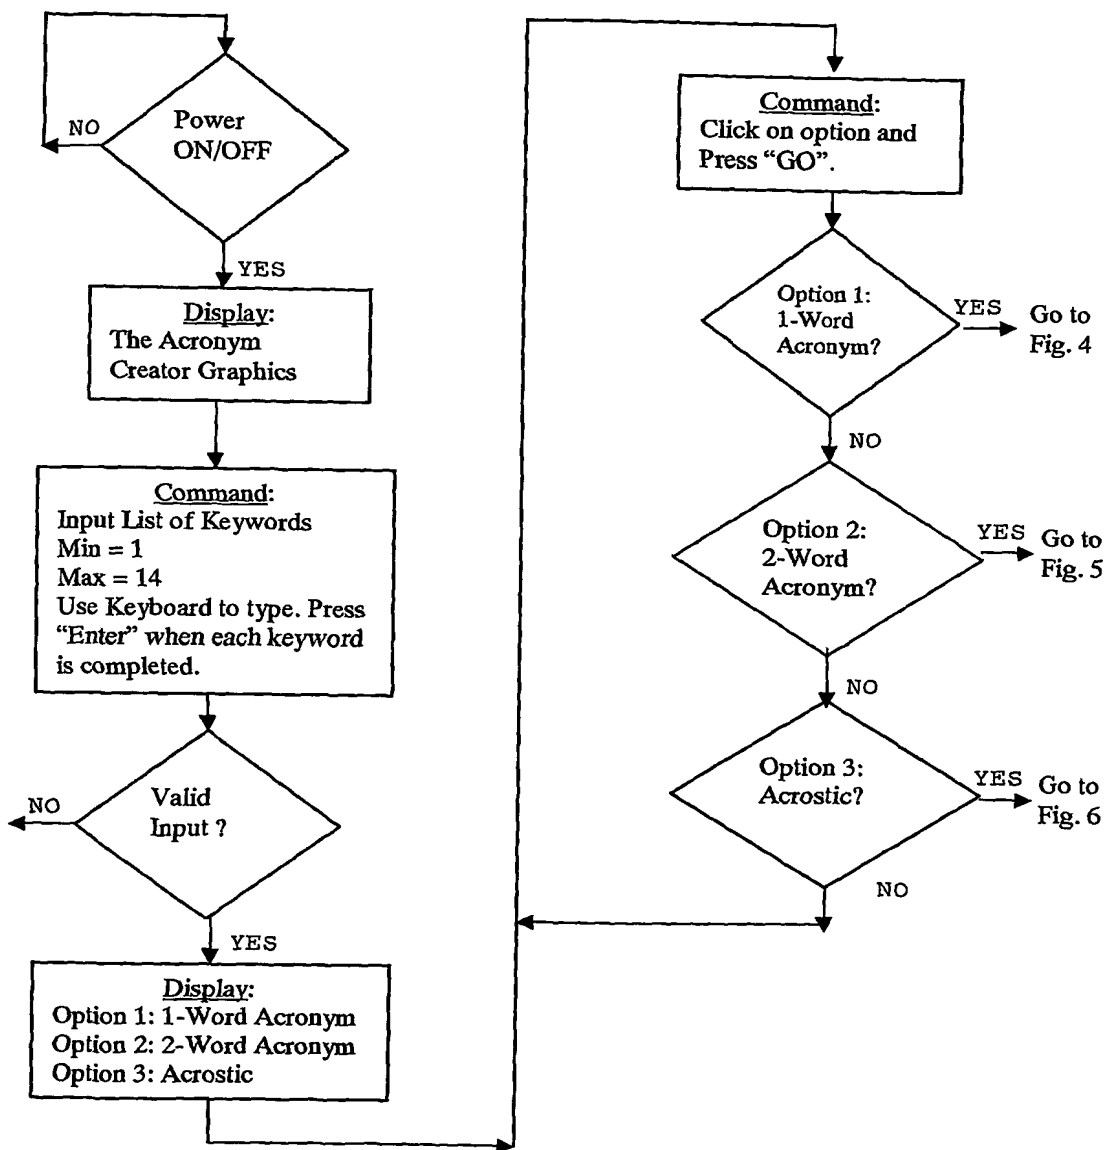 Power
ON/OFF
NO
YES
Display:
The Acronym
Creator Graphics
Command:
Input List of Keywords
Min = 1
Max = 14
Use Keyboard to type. Press
“Enter” when each keyword
is completed.
Valid
Input ?
NO
YES
Display:
Option 1: 1-Word Acronym
Option 2: 2-Word Acronym
Option 3: Acrostic
Command:
Click on option and
Press “GO”.
Option 1:
1-Word
Acronym?
YES
Go to
Fig. 4
NO
Option 2:
2-Word
Acronym?
YES
Go to
Fig. 5
NO
Option 3:
Acrostic?
YES
Go to
Fig. 6
NO